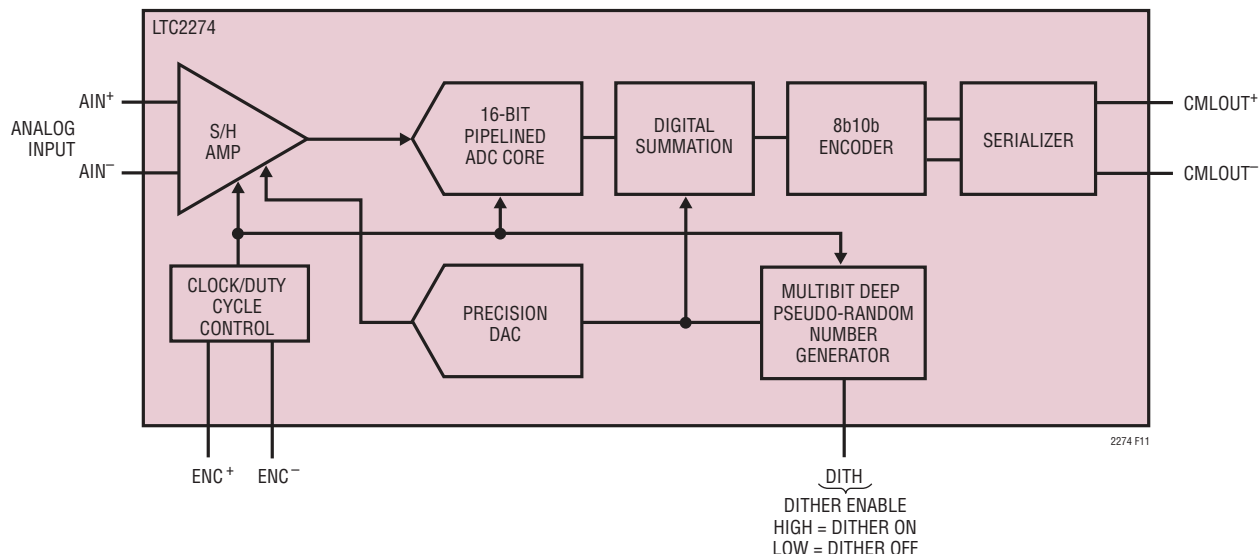 LTC2274
AIN+
ANALOG
INPUT
AIN−
S/H
AMP
16-BIT
PIPELINED
ADC CORE
DIGITAL
SUMMATION
8b10b
ENCODER
SERIALIZER
CMLOUT+
CMLOUT−
CLOCK/DUTY
CYCLE
CONTROL
PRECISION
DAC
MULTIBIT DEEP
PSEUDO-RANDOM
NUMBER
GENERATOR
2274 F11
ENC+
ENC−
DITH
DITHER ENABLE
HIGH = DITHER ON
LOW = DITHER OFF